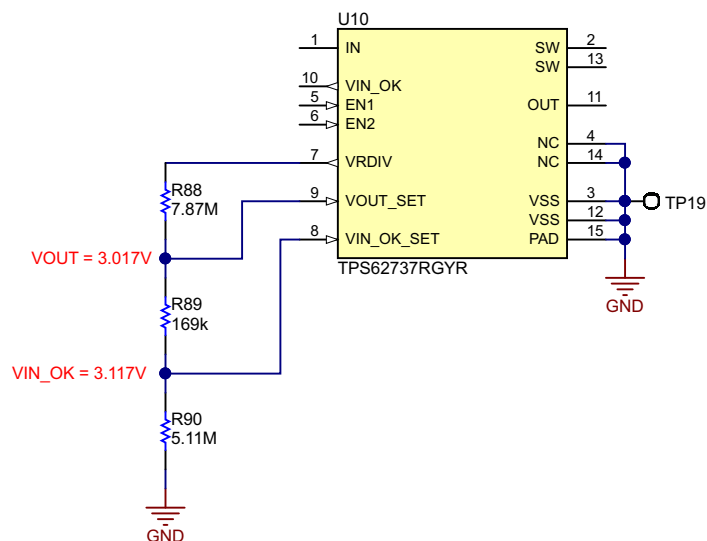 U10
1 IN SW 2
SW 13
10 VIN_OK
5 EN1 OUT 11
6 EN2
NC 4
7 VRDIV NC 14
R88
7.87M
9 VOUT_SET VSS 3 TP19
VSS 12
8 VIN_OK_SET PAD 15
VOUT = 3.017V
TPS62737RGYR
GND
R89
169k
VIN_OK = 3.117V
R90
5.11M
GND